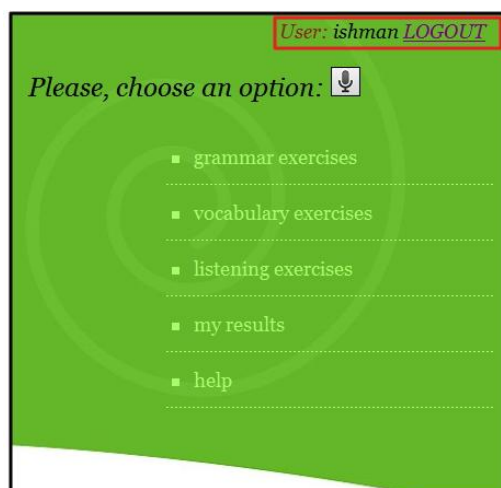 User: ishman LOGOUT
Please, choose an option:
grammar exercises
vocabulary exercises
listening exercises
my results
help